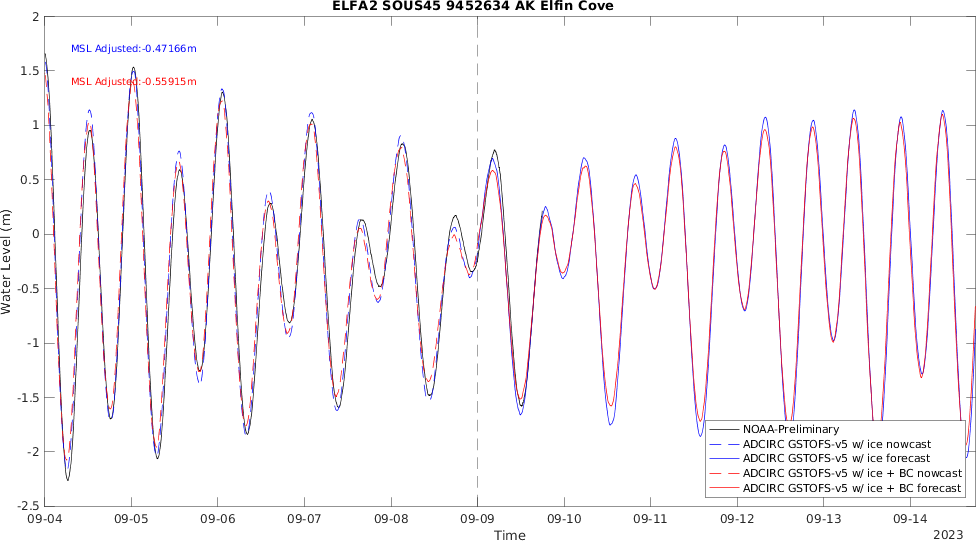 ELFA2 SOUS45 9452634 AK Elfin Cove
MSL Adjusted:-0.47166m
MSL Adjusted:-0.55915m
Water Level (m)
2
1.5
1
0.5
0
-0.5
-1
-1.5
-2
-2.5
NOAA-Preliminary
ADCIRC GSTOFS-v5 w/ ice nowcast
ADCIRC GSTOFS-v5 w/ ice forecast
ADCIRC GSTOFS-v5 w/ ice + BC nowcast
ADCIRC GSTOFS-v5 w/ ice + BC forecast
09-04 09-05 09-06 09-07 09-08 09-09 09-10 09-11 09-12 09-13 09-14
Time
2023